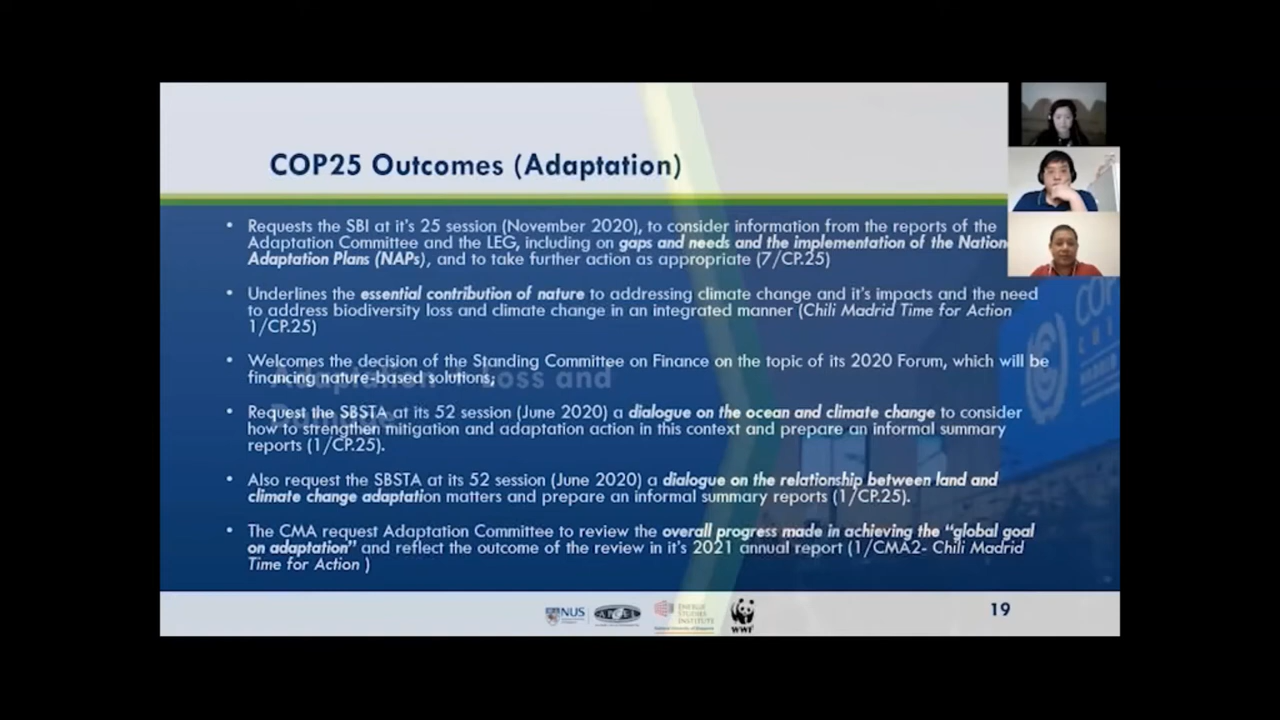 COP25 Outcomes (Adaptation)
• Requests the SBI at it's 25 session (November 2020), to consider information from the reports of the
Adaptation Committee and the LEG, including on gaps and needs and the implementation of the Nation
Adaptation Plans (NAPs), and to take further action as appropriate (7/CP.25)
• Underlines the essential contribution of nature to addressing climate change and it's impacts and the need
to address biodiversity loss and climate change in an integrated manner (Chili Madrid Time for Action
1/CP.25)
• Welcomes the decision of the Standing Committee on Finance on the topic of its 2020 Forum, which will be
financing nature-based solutions;
• Request the SBSTA at its 52 session (June 2020) a dialogue on the ocean and climate change to consider
how to strengthen mitigation and adaptation action in this context and prepare an informal summary
reports (1/CP.25).
• Also request the SBSTA at its 52 session (June 2020) a dialogue on the relationship between land and
climate change adaptation matters and prepare an informal summary reports (1/CP.25).
• The CMA request Adaptation Committee to review the overall progress made in achieving the “global goal
on adaptation” and reflect the outcome of the review in it's 2021 annual report (1/CMA2- Chili Madrid
Time for Action )
Loss and
COP
NUS
ENERGY
STUDIES
INSTITUTE
WWF
19